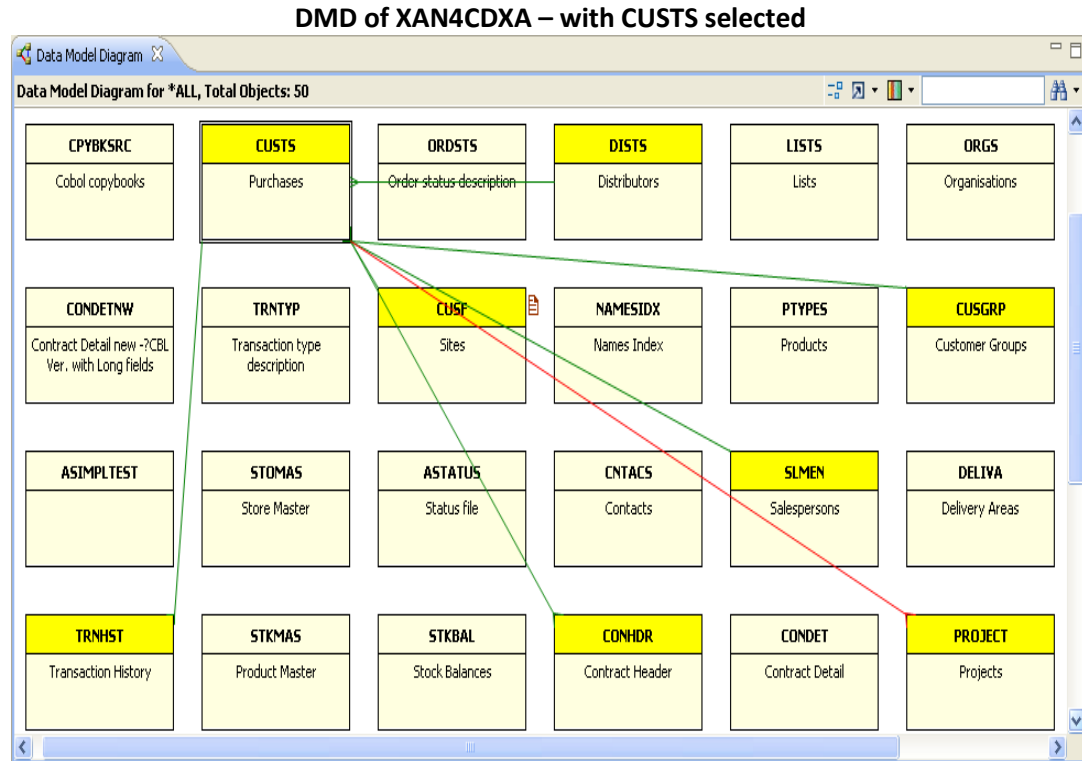 DMD of XAN4CDXA – with CUSTS selected
Data Model Diagram
Data Model Diagram for *ALL, Total Objects: 50
CPYBKSRC
Cobol copybooks
CUSTS
Purchases
ORDSTS
Order status description
DISTS
Distributors
LISTS
Lists
ORGS
Organisations
CONDETNW
Contract Detail new -?CBL
Ver. with Long fields
TRNTYP
Transaction type
description
CUSF
Sites
NAMESIDX
Names Index
PTYPES
Products
CUSGRP
Customer Groups
ASIMPLTEST
STOMAS
Store Master
ASTATUS
Status file
CNTACS
Contacts
SLMEN
Salespersons
DELIVA
Delivery Areas
TRNHST
Transaction History
STKMAS
Product Master
STKBAL
Stock Balances
CONHDR
Contract Header
CONDET
Contract Detail
PROJECT
Projects